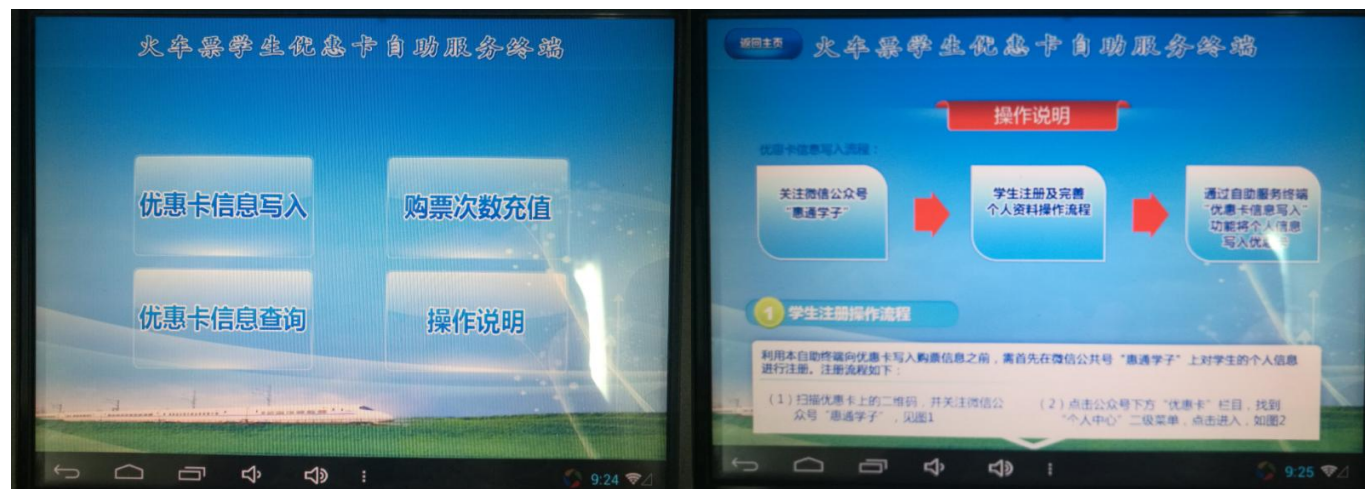 火车票学生优惠卡自助服务终端
优惠卡信息写入
购票次数充值
优惠卡信息查询
操作说明
9:24
返回主页
火车票学生优惠卡自助服务终端
操作说明
优惠卡信息写入流程：
关注微信公众号
“惠通学子”
学生注册及完善
个人资料操作流程
通过自助服务终端
“优惠卡信息写入”
功能将个人信息
写入优
1 学生注册操作流程
利用本自助终端向优惠卡写入购票信息之前，需首先在微信公共号“惠通学子”上对学生的个人信息
进行注册。注册流程如下：
（1）扫描优惠卡上的二维码，并关注微信公
众号“惠通学子”，见图1
（2）点击公众号下方“优惠卡”栏目，找到
“个人中心”二级菜单，点击进入，如图2
9:25